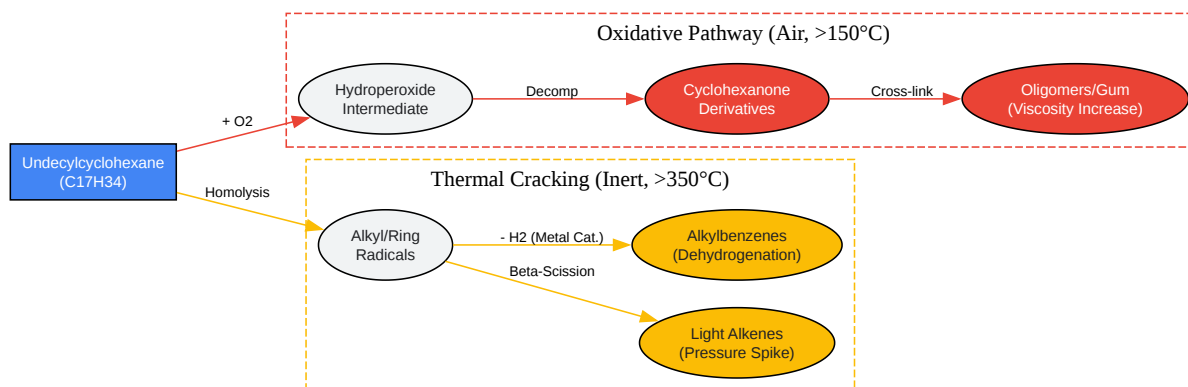 Oxidative Pathway (Air, >150°C)
Hydroperoxide
Intermediate
Decomp
Cyclohexanone
Derivatives
Cross-link
Oligomers/Gum
(Viscosity Increase)
+ O2
Undecylcyclohexane
(C17H34)
Homolysis
Thermal Cracking (Inert, >350°C)
Alkyl/Ring
Radicals
- H2 (Metal Cat.)
Alkylbenzenes
(Dehydrogenation)
Beta-Scission
Light Alkenes
(Pressure Spike)